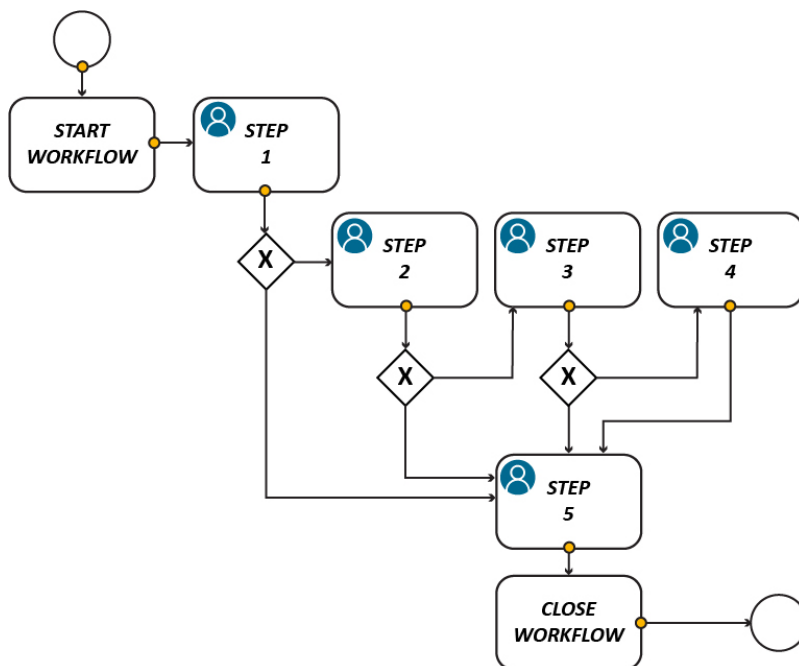 START
WORKFLOW
STEP
1
X
STEP
2
STEP
3
STEP
4
X
X
STEP
5
CLOSE
WORKFLOW